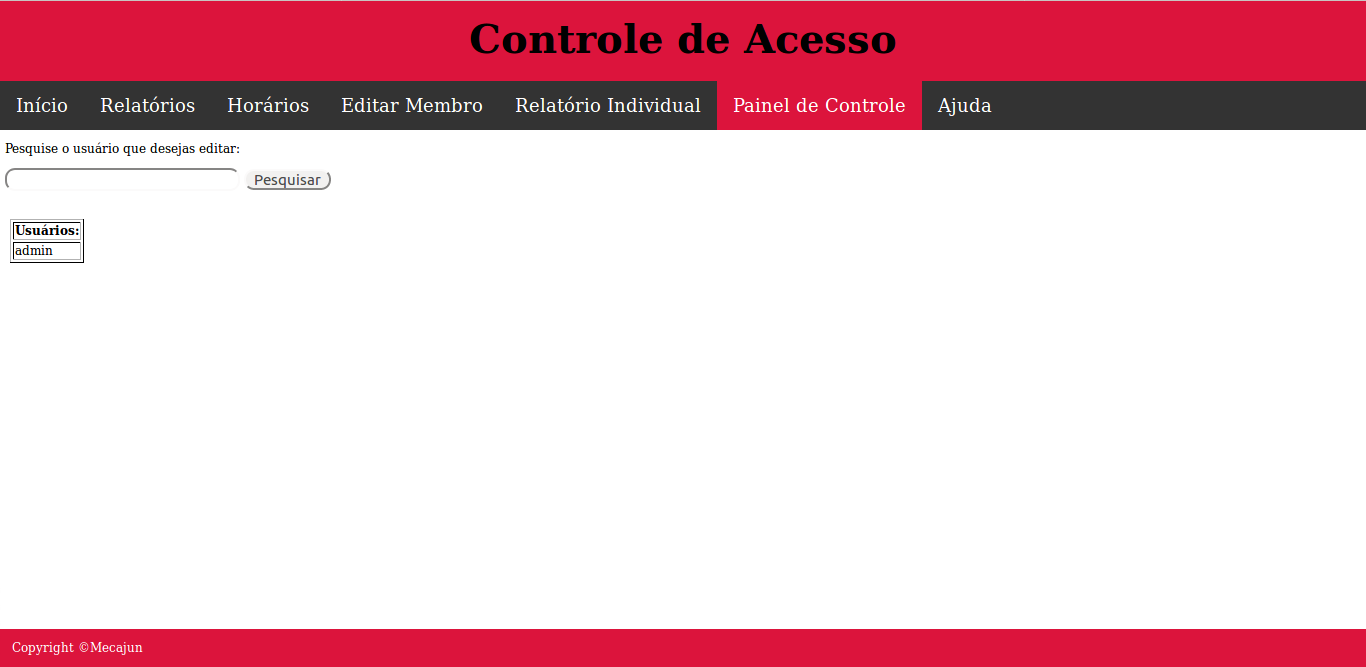 Controle de Acesso
Início Relatórios Horários Editar Membro Relatório Individual Painel de Controle Ajuda
Pesquise o usuário que desejas editar:
Pesquisar
Usuários:
admin
Copyright ©Mecajun